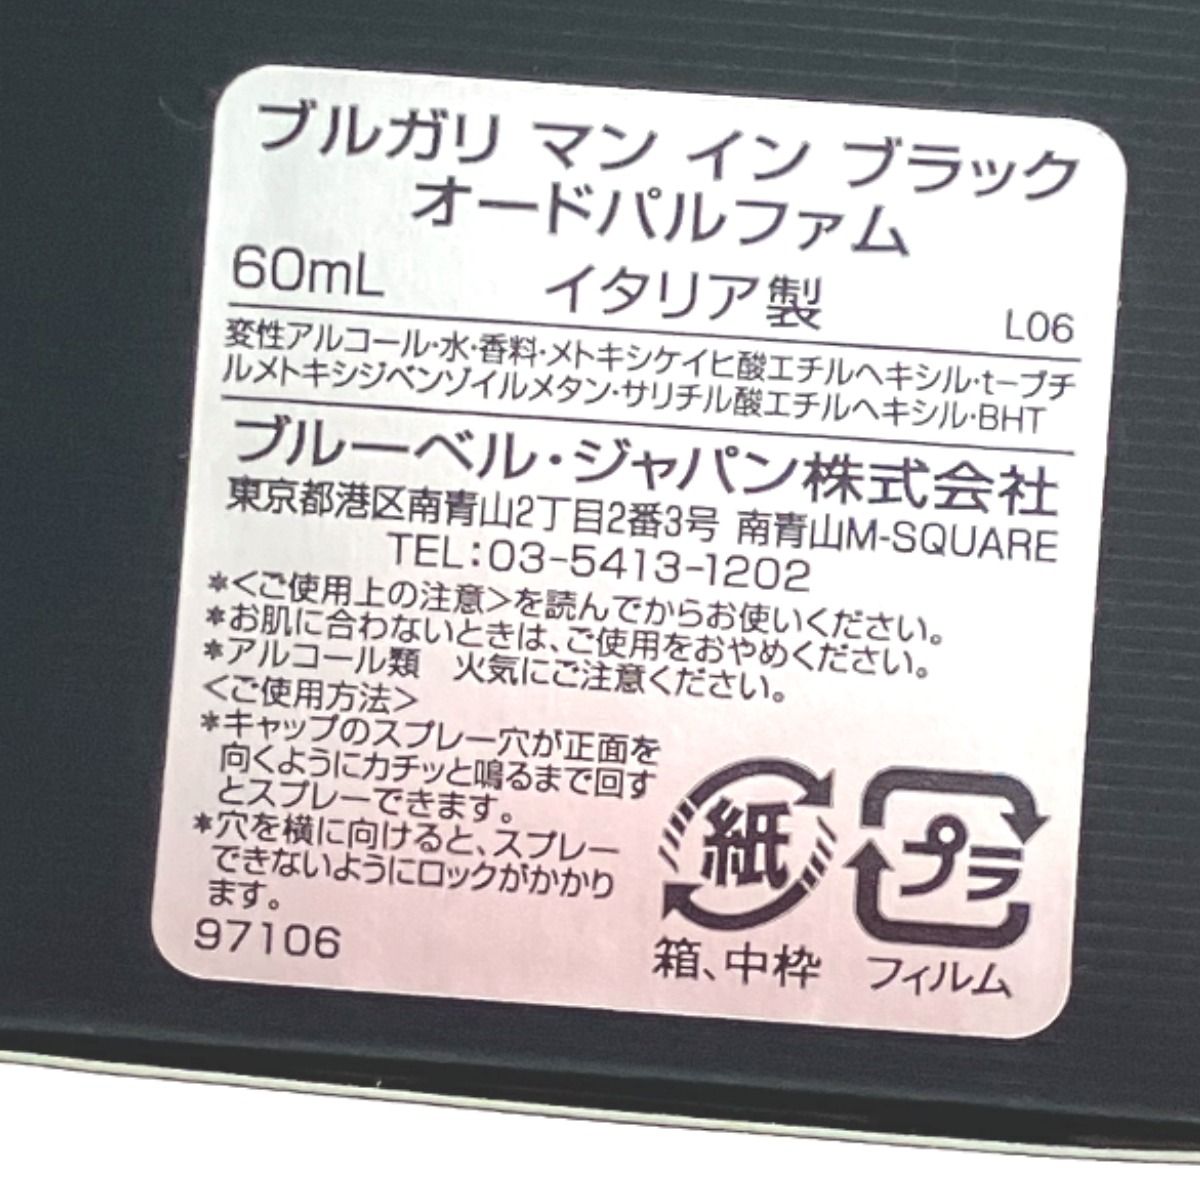 ブルガリ マン イン ブラック
オードパルファム
60mL イタリア製 L06
変性アルコール・水・香料・メトキシケイヒ酸エチルヘキシル・t-ブチ
ルメトキシジベンゾイルメタン・サリチル酸エチルヘキシル・BHT
ブルーベル・ジャパン株式会社
東京都港区南青山2丁目2番3号 南青山M-SQUARE
TEL:03-5413-1202
*<ご使用上の注意>を読んでからお使いください。
*お肌に合わないときは、ご使用をおやめください。
*アルコール類 火気にご注意ください。
<ご使用方法>
*キャップのスプレー穴が正面を
向くようにカチッと鳴るまで回す
とスプレーできます。
*穴を横に向けると、スプレー
できないようにロックがかかり
ます。
97106
紙
箱、中枠
プラ
フィルム